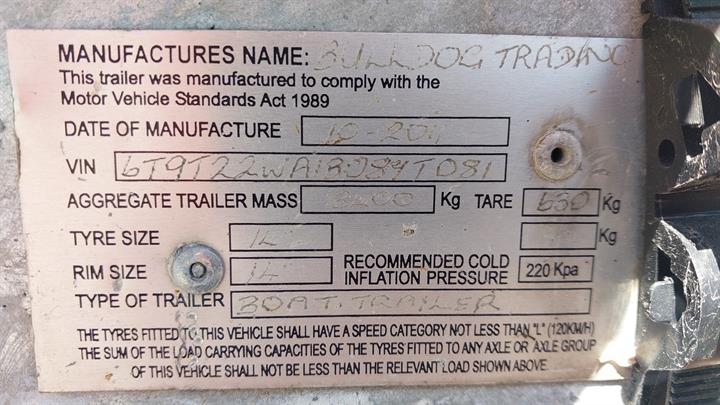 MANUFACTURES NAME: BULLDOG TRADING
This trailer was manufactured to comply with the
Motor Vehicle Standards Act 1989
DATE OF MANUFACTURE 10-2011
VIN
AGGREGATE TRAILER MASS Kg TARE 630 Kg
TYRE SIZE 14 Kg
RIM SIZE 14 RECOMMENDED COLD INFLATION PRESSURE 220 Kpa
TYPE OF TRAILER BOAT. TRAILER
THE TYRES FITTED TO THIS VEHICLE SHALL HAVE A SPEED CATEGORY NOT LESS THAN "L" (120KM/H)
THE SUM OF THE LOAD CARRYING CAPACITIES OF THE TYRES FITTED TO ANY AXLE OR AXLE GROUP
OF THIS VEHICLE SHALL NOT BE LESS THAN THE RELEVANT LOAD SHOWN ABOVE.